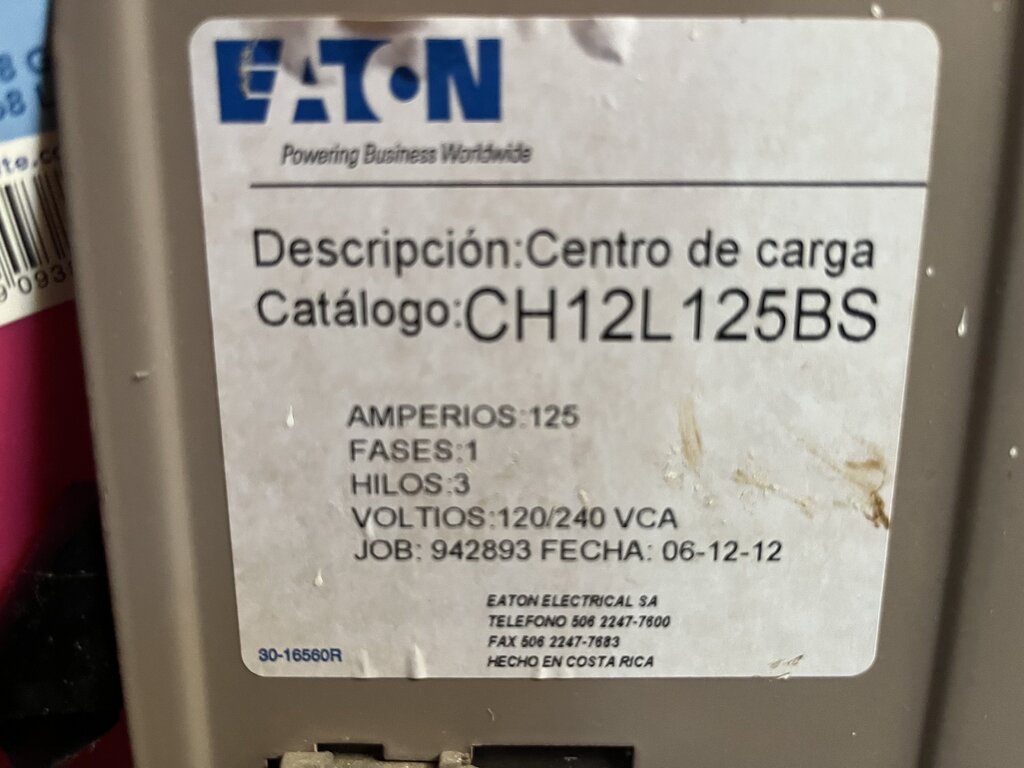 EATON
Powering Business Worldwide
Descripción:Centro de carga
Catálogo:CH12L125BS
AMPERIOS:125
FASES:1
HILOS:3
VOLTIOS:120/240 VCA
JOB: 942893 FECHA: 06-12-12
EATON ELECTRICAL SA
TELEFONO 506 2247-7600
FAX 506 2247-7683
HECHO EN COSTA RICA
30-16560R